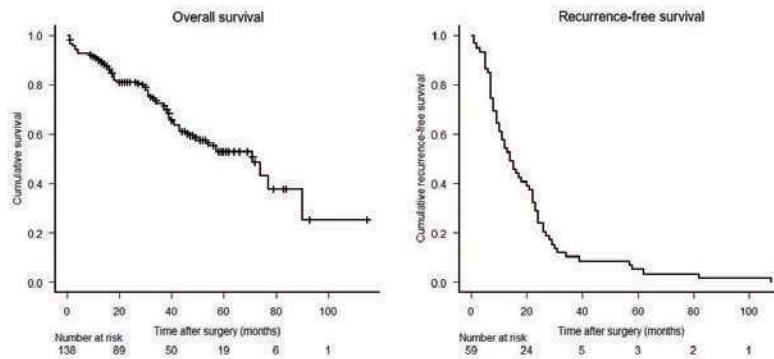 Overall survival
1.0
0.8
0.6
0.4
0.2
0.0
Cumulative survival
0 20 40 60 80 100
Time after surgery (months)
Number at risk
138 89 50 19 6 1
Recurrence-free survival
1.0
0.8
0.6
0.4
0.2
0.0
Cumulative recurrence-free survival
0 20 40 60 80 100
Time after surgery (months)
Number at risk
59 24 5 3 2 1